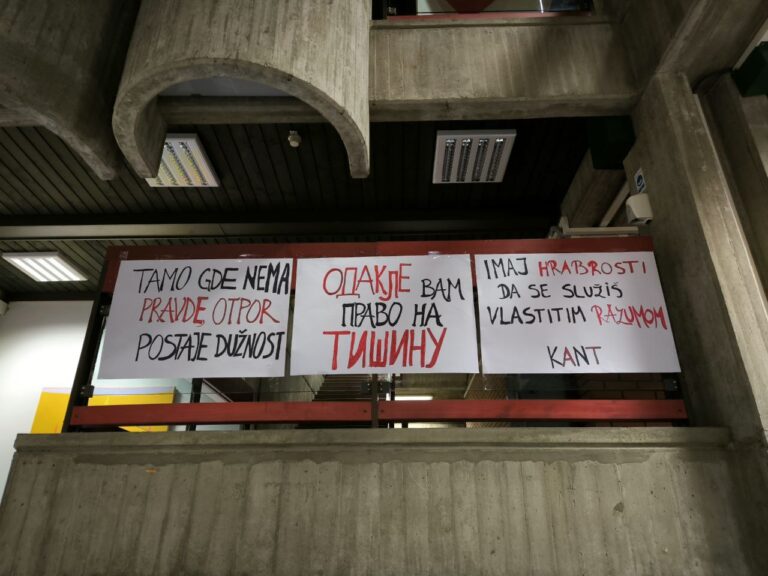 TAMO GDE NEMA
PRAVDE, OTPOR
POSTAJE DUŽNOST
ОДАКЛЕ ВАМ
ПРАВО НА
ТИШИНУ
IMAJ HRABROSTI
DA SE SLUŽIŠ
VLASTITIM RAZUMOM
KANT